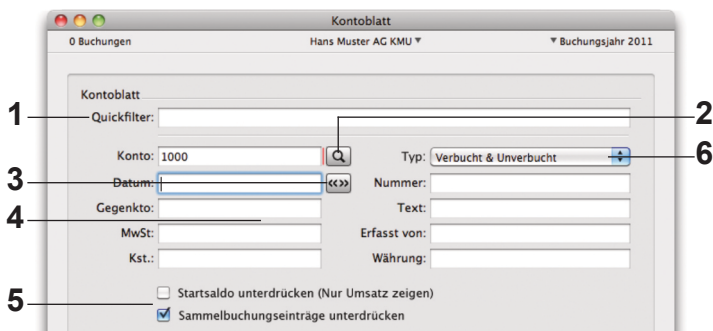 Kontoblatt
0 Buchungen Hans Muster AG KMU ▼ ▼ Buchungsjahr 2011
Kontoblatt
1 Quickfilter: 2
Konto: 1000 Typ: Verbucht & Unverbucht 6
3 Datum: «» Nummer:
4 Gegenkto: Text:
MwSt: Erfasst von:
Kst.: Währung:
5 Startsaldo unterdrücken (Nur Umsatz zeigen)
Sammelbuchungseinträge unterdrücken